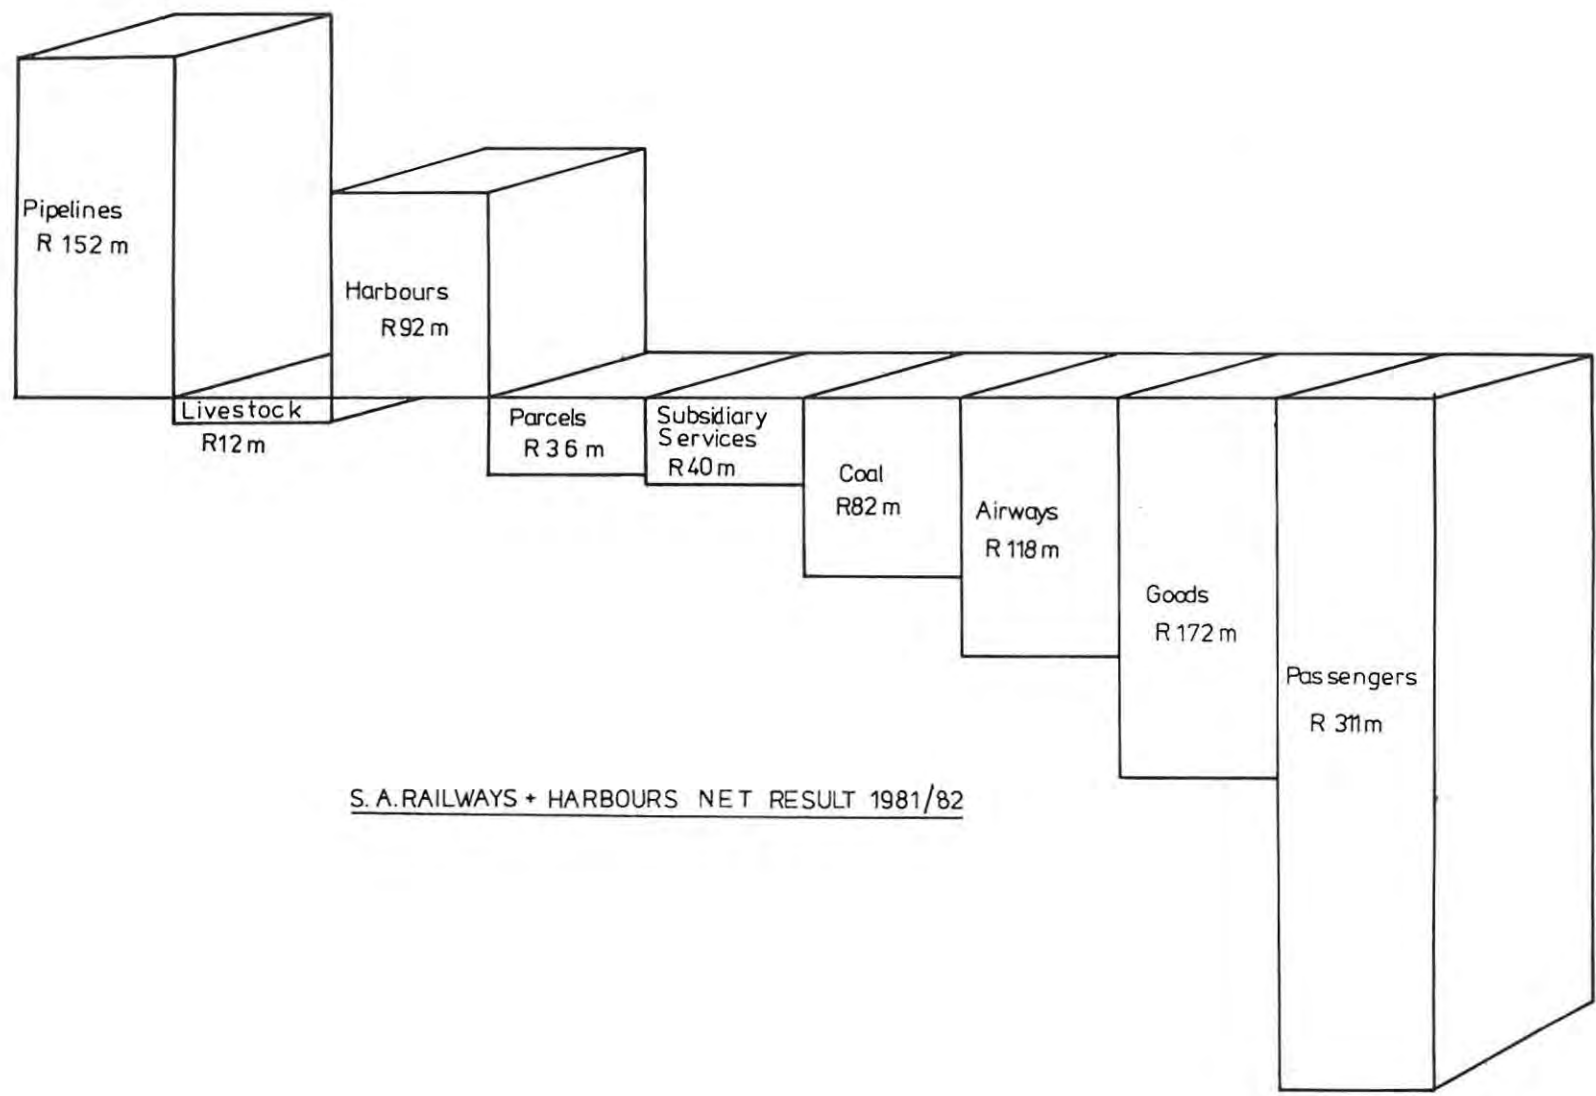 Pipelines
R 152 m
Harbours
R 92 m
Livestock
R12 m
Parcels
R 36 m
Subsidiary
Services
R 40 m
Coal
R82 m
Airways
R 118 m
Goods
R 172 m
Passengers
R 311 m
S. A. RAILWAYS + HARBOURS NET RESULT 1981/82